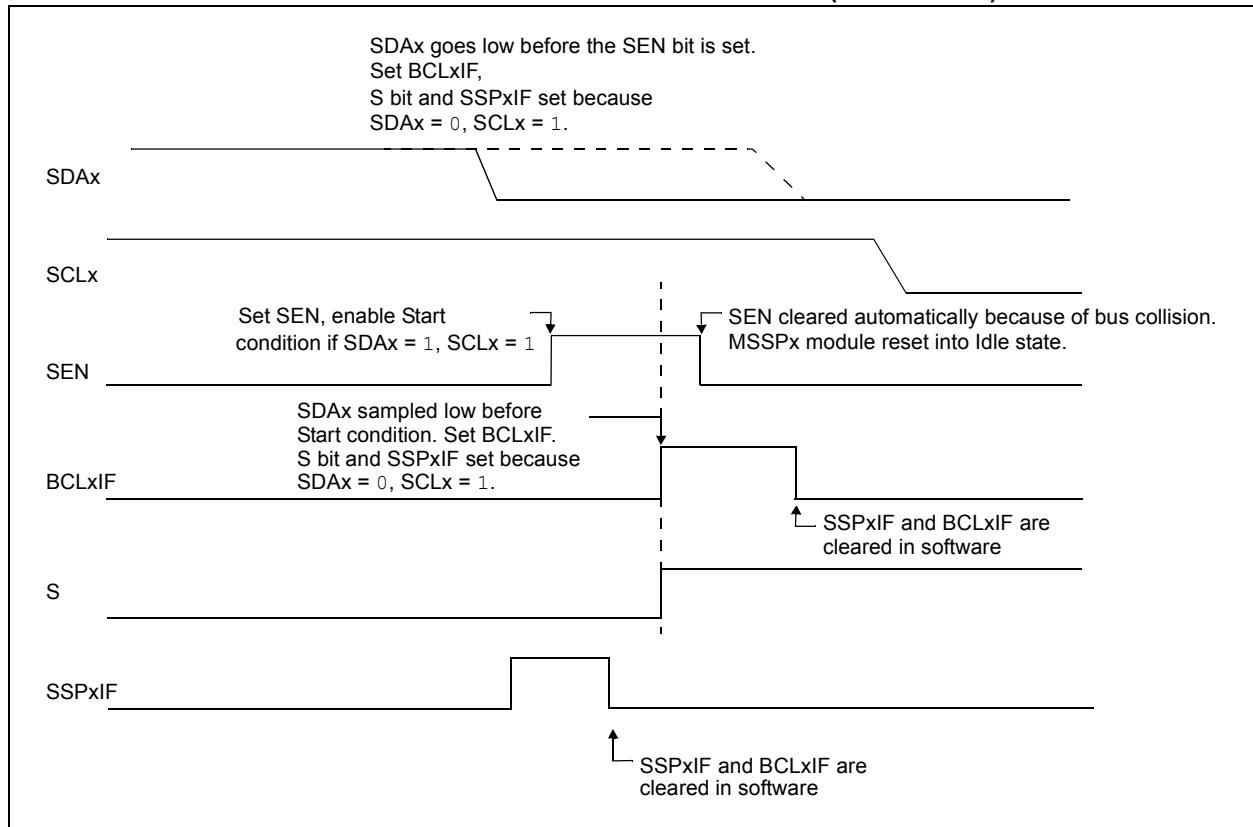 SDAx goes low before the SEN bit is set.
Set BCLxIF,
S bit and SSPxIF set because
SDAx = 0, SCLx = 1.
SDAx
SCLx
Set SEN, enable Start
condition if SDAx = 1, SCLx = 1
SEN cleared automatically because of bus collision.
MSSPx module reset into Idle state.
SEN
SDAx sampled low before
Start condition. Set BCLxIF.
S bit and SSPxIF set because
SDAx = 0, SCLx = 1.
BCLxIF
SSPxIF and BCLxIF are
cleared in software
S
SSPxIF
SSPxIF and BCLxIF are
cleared in software